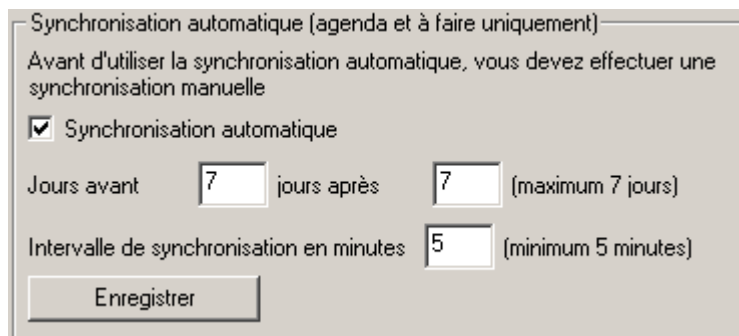 Synchronisation automatique (agenda et à faire uniquement)
Avant d'utiliser la synchronisation automatique, vous devez effectuer une
synchronisation manuelle
Synchronisation automatique
Jours avant 7 jours après 7 (maximum 7 jours)
Intervalle de synchronisation en minutes 5 (minimum 5 minutes)
Enregistrer